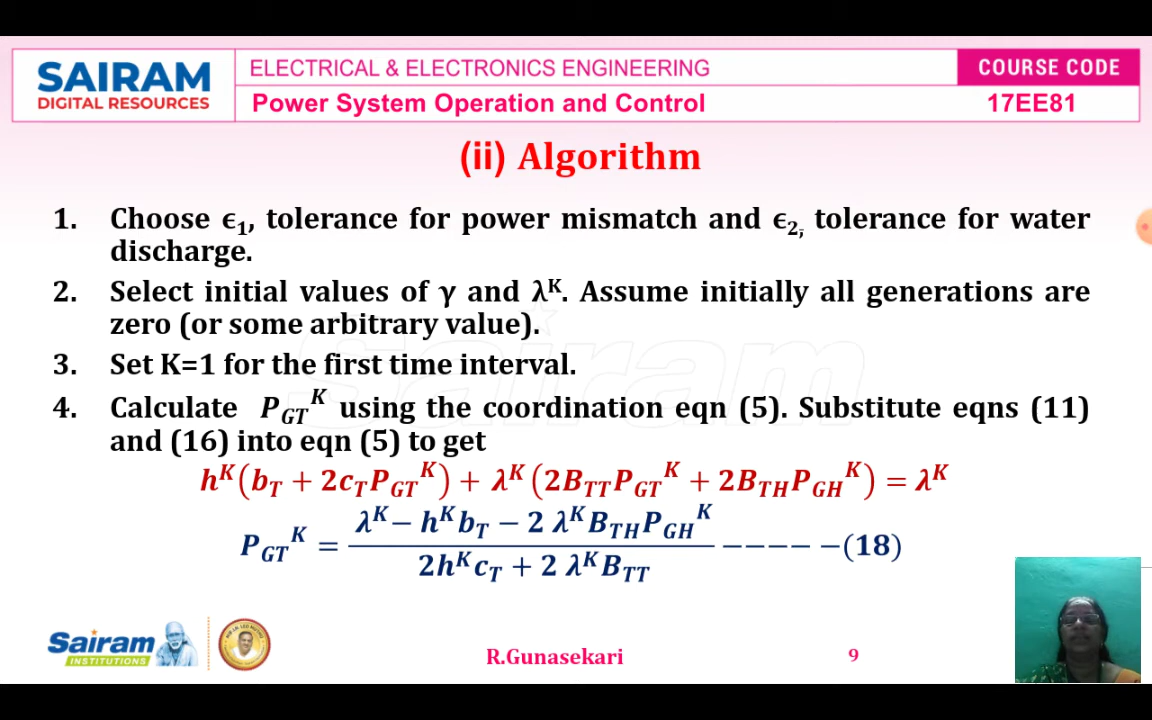 SAIRAM
DIGITAL RESOURCES
ELECTRICAL & ELECTRONICS ENGINEERING
Power System Operation and Control
COURSE CODE
17EE81
(ii) Algorithm
1. Choose ϵ₁, tolerance for power mismatch and ϵ₂, tolerance for water
discharge.
2. Select initial values of γ and λᴷ. Assume initially all generations are
zero (or some arbitrary value).
3. Set K=1 for the first time interval.
4. Calculate P_GT^K using the coordination eqn (5). Substitute eqns (11)
and (16) into eqn (5) to get
h^K(b_T + 2c_T P_GT^K) + λ^K(2B_TT P_GT^K + 2B_TH P_GH^K) = λ^K
P_GT^K = (λ^K − h^K b_T − 2 λ^K B_TH P_GH^K) / (2h^K c_T + 2 λ^K B_TT) − − − − − −(18)
Sairam
Sairam
INSTITUTIONS
R.Gunasekari
9